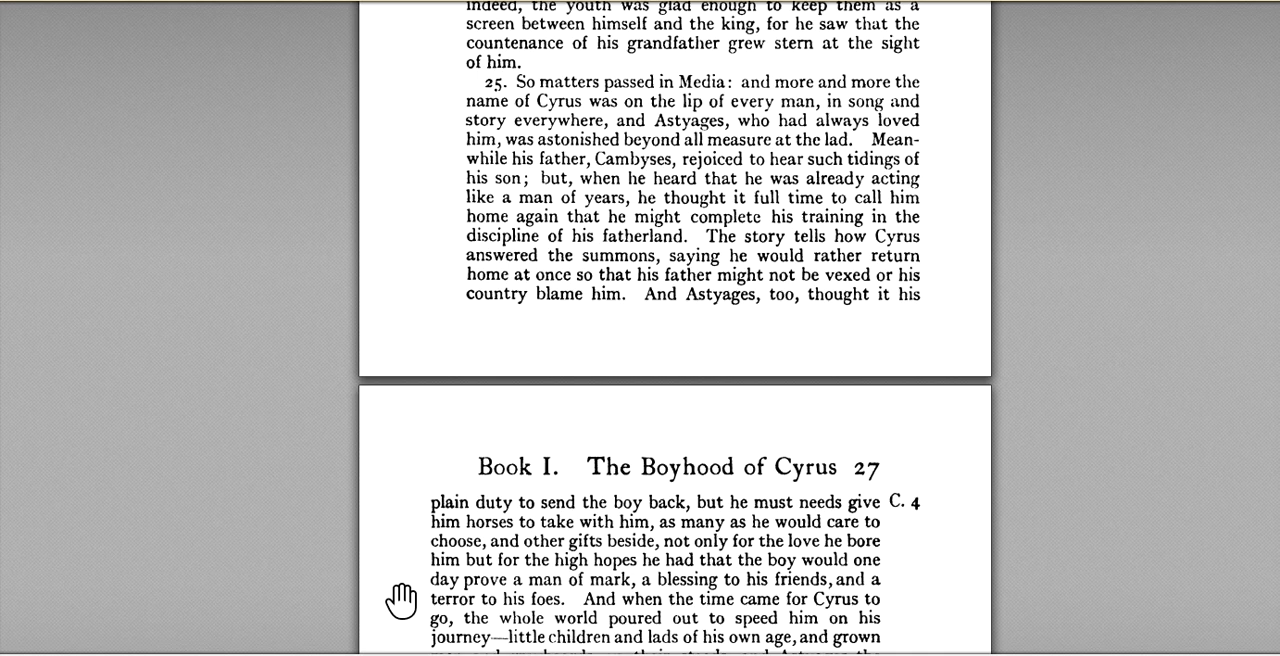 indeed, the youth was glad enough to keep them as a
screen between himself and the king, for he saw that the
countenance of his grandfather grew stern at the sight
of him.
25. So matters passed in Media: and more and more the
name of Cyrus was on the lip of every man, in song and
story everywhere, and Astyages, who had always loved
him, was astonished beyond all measure at the lad. Mean-
while his father, Cambyses, rejoiced to hear such tidings of
his son; but, when he heard that he was already acting
like a man of years, he thought it full time to call him
home again that he might complete his training in the
discipline of his fatherland. The story tells how Cyrus
answered the summons, saying he would rather return
home at once so that his father might not be vexed or his
country blame him. And Astyages, too, thought it his
Book I. The Boyhood of Cyrus 27
plain duty to send the boy back, but he must needs give C. 4
him horses to take with him, as many as he would care to
choose, and other gifts beside, not only for the love he bore
him but for the high hopes he had that the boy would one
day prove a man of mark, a blessing to his friends, and a
terror to his foes. And when the time came for Cyrus to
go, the whole world poured out to speed him on his
journey—little children and lads of his own age, and grown